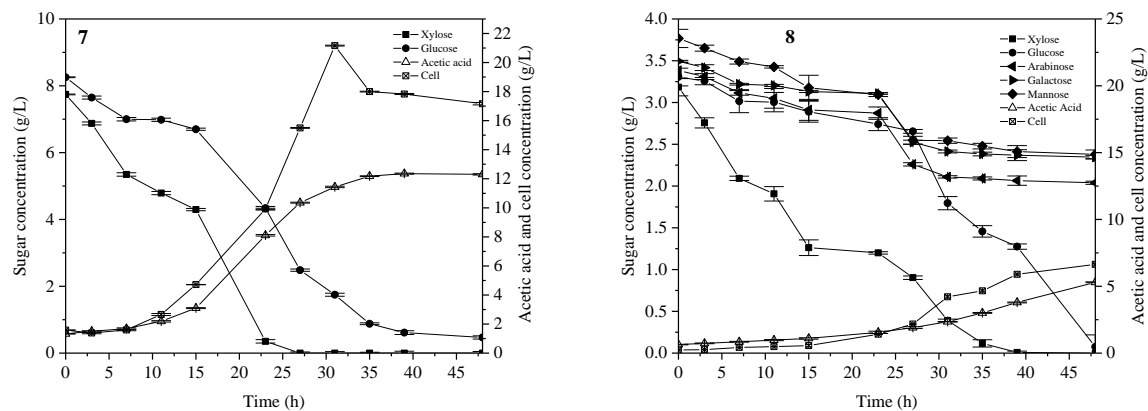 7
Xylose
Glucose
Acetic acid
Cell
Sugar concentration (g/L)
10
8
6
4
2
0
22
20
18
16
14
12
10
8
6
4
2
0
Acetic acid and cell concentration (g/L)
0 5 10 15 20 25 30 35 40 45
Time (h)
8
Xylose
Glucose
Arabinose
Galactose
Mannose
Acetic Acid
Cell
Sugar concentration (g/L)
4.0
3.5
3.0
2.5
2.0
1.5
1.0
0.5
0.0
25
20
15
10
5
0
Acetic acid and cell concentration (g/L)
0 5 10 15 20 25 30 35 40 45
Time (h)